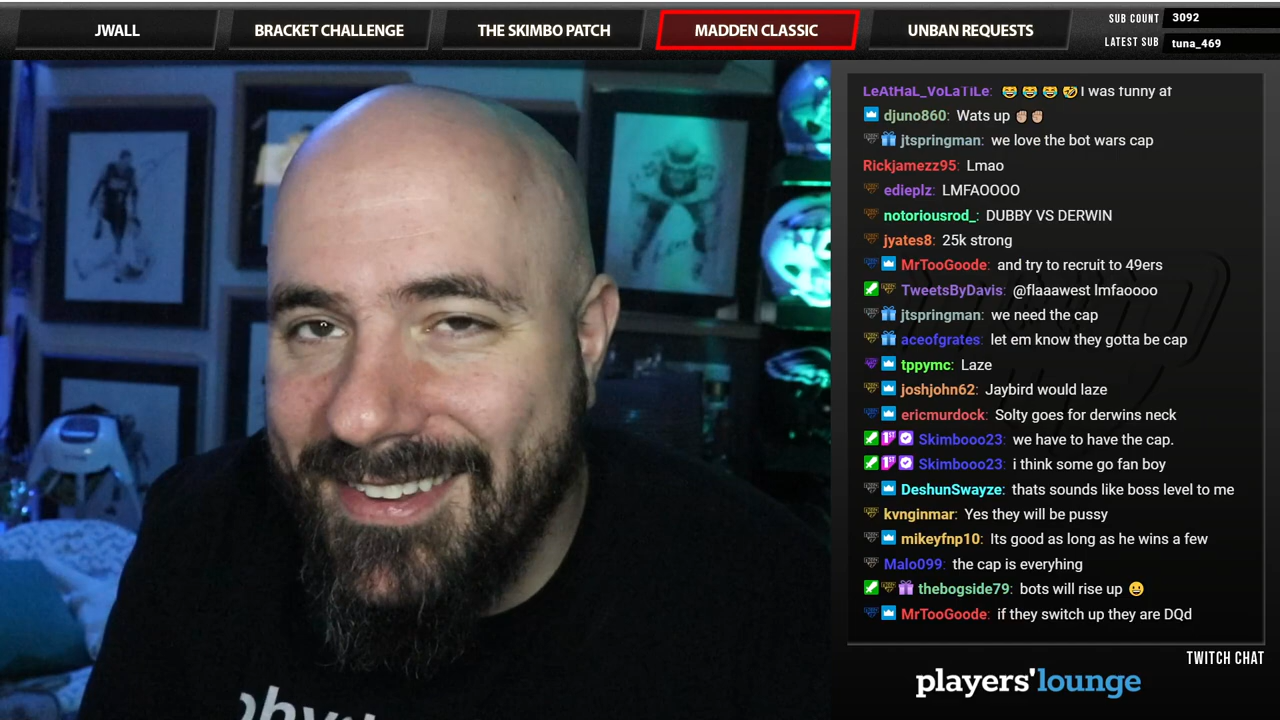 JWALL
BRACKET CHALLENGE
THE SKIMBO PATCH
MADDEN CLASSIC
UNBAN REQUESTS
SUB COUNT 3092
LATEST SUB tuna_469
LeAtHaL_VoLaTiLe: 😂 😂 😂 🤣 I was funny af
djuno860: Wats up ✊🏼✊🏼
jtspringman: we love the bot wars cap
Rickjamezz95: Lmao
edieplz: LMFAOOOO
notoriousrod_: DUBBY VS DERWIN
jyates8: 25k strong
MrTooGoode: and try to recruit to 49ers
TweetsByDavis: @flaaawest lmfaoooo
jtspringman: we need the cap
aceofgrates: let em know they gotta be cap
tppymc: Laze
joshjohn62: Jaybird would laze
ericmurdock: Solty goes for derwins neck
Skimbooo23: we have to have the cap.
Skimbooo23: i think some go fan boy
DeshunSwayze: thats sounds like boss level to me
kvnginmar: Yes they will be pussy
mikeyfnp10: Its good as long as he wins a few
Malo099: the cap is everyhing
thebogside79: bots will rise up 😀
MrTooGoode: if they switch up they are DQd
TWITCH CHAT
players'lounge